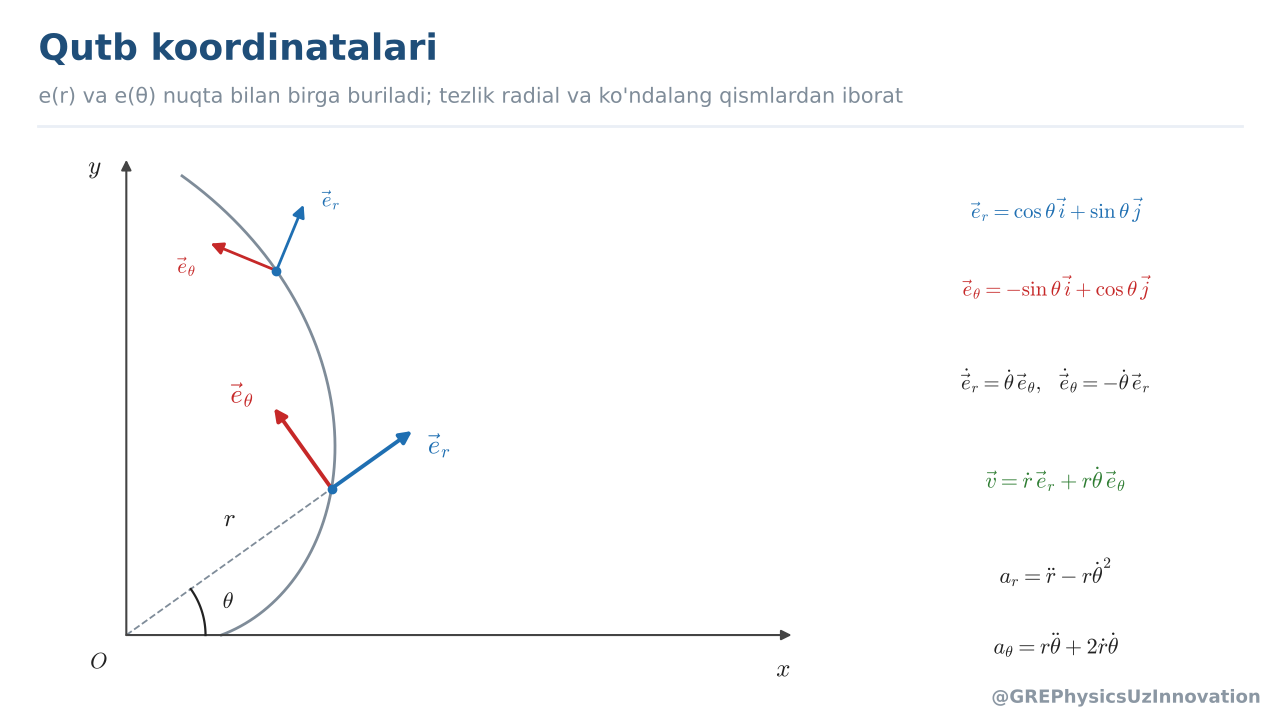 Qutb koordinatalari
e(r) va e(θ) nuqta bilan birga buriladi; tezlik radial va ko'ndalang qismlardan iborat
y
e⃗_r
e⃗_θ
e⃗_θ
e⃗_r
r
θ
O
x
e⃗_r = cos θ i⃗ + sin θ j⃗
e⃗_θ = −sin θ i⃗ + cos θ j⃗
ė⃗_r = θ̇ e⃗_θ, ė⃗_θ = −θ̇ e⃗_r
v⃗ = ṙ e⃗_r + rθ̇ e⃗_θ
a_r = r̈ − rθ̇²
a_θ = rθ̈ + 2ṙθ̇
@GREPhysicsUzInnovation